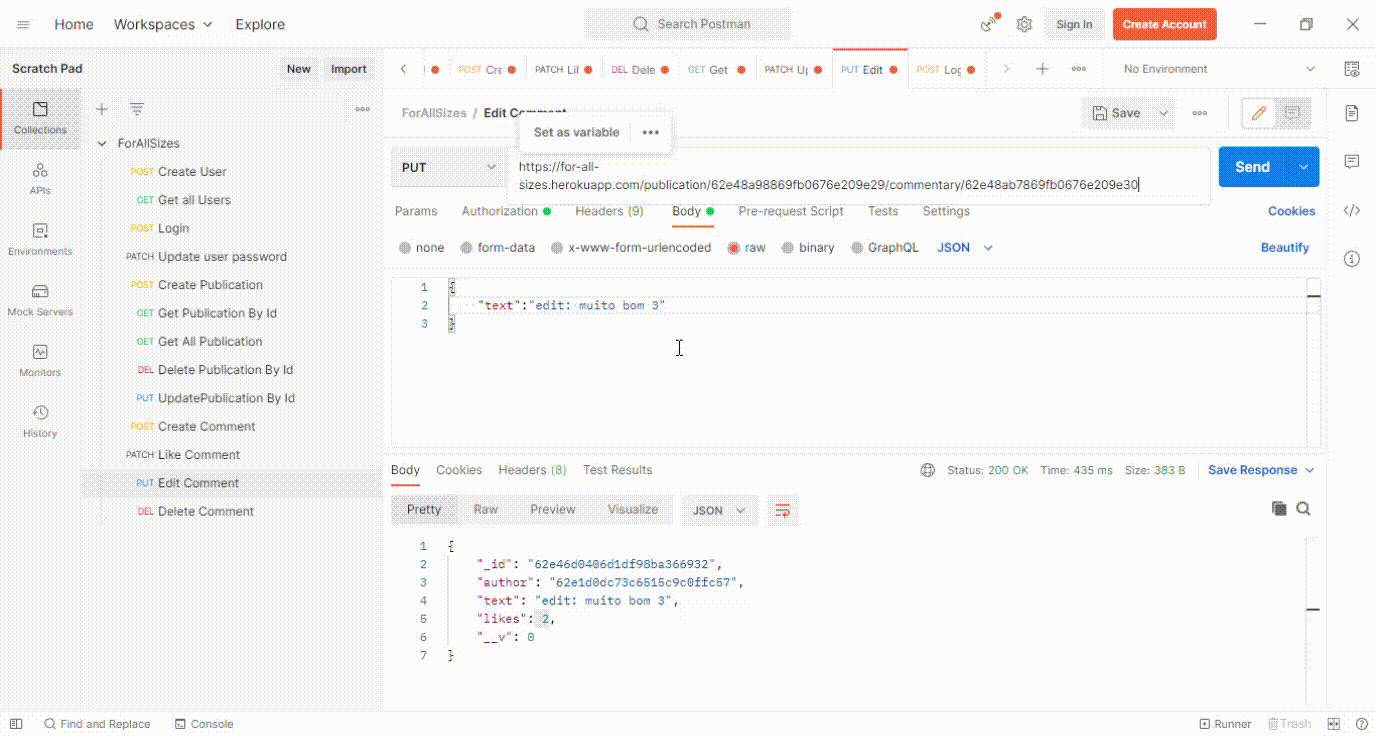 Home Workspaces Explore Search Postman Sign In Create Account
Scratch Pad New Import
POST Cre PATCH Lil DEL Dele GET Get PATCH Up PUT Edit POST Log No Environment
Collections
APIs
Environments
Mock Servers
Monitors
History
ForAllSizes
POST Create User
GET Get all Users
POST Login
PATCH Update user password
POST Create Publication
GET Get Publication By Id
GET Get All Publication
DEL Delete Publication By Id
PUT UpdatePublication By Id
POST Create Comment
PATCH Like Comment
PUT Edit Comment
DEL Delete Comment
ForAllSizes / Edit Comment Save
Set as variable
PUT
https://for-all-
sizes.herokuapp.com/publication/62e48a98869fb0676e209e29/commentary/62e48ab7869fb0676e209e30
Send
Params Authorization Headers (9) Body Pre-request Script Tests Settings Cookies
none form-data x-www-form-urlencoded raw binary GraphQL JSON Beautify
1 {
2 "text":"edit: muito bom 3"
3 }
Body Cookies Headers (8) Test Results Status: 200 OK Time: 435 ms Size: 383 B Save Response
Pretty Raw Preview Visualize JSON
1 {
2 "_id": "62e46d0406d1df98ba366932",
3 "author": "62e1d0dc73c6515c9c0ffc57",
4 "text": "edit: muito bom 3",
5 "likes": 2,
6 "__v": 0
7 }
Find and Replace Console Runner Trash